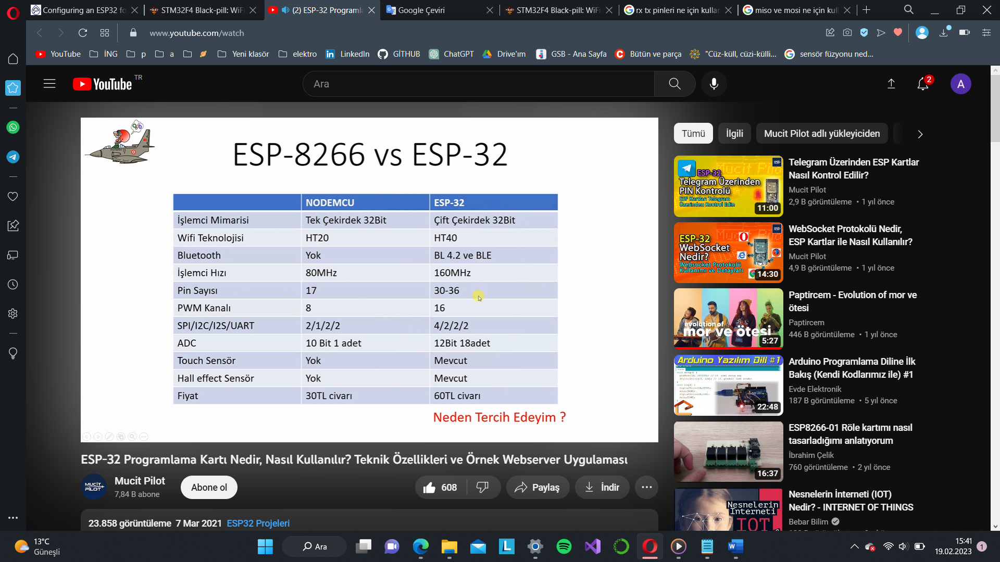 Configuring an ESP32 fo
STM32F4 Black-pill: WiF
(2) ESP-32 Programla
Google Çeviri
STM32F4 Black-pill: WiF
rx tx pinleri ne için kullan
miso ve mosi ne için kull
www.youtube.com/watch
YouTube
İNG
p
a
Yeni klasör
elektro
LinkedIn
GİTHUB
ChatGPT
Drive'ım
GSB - Ana Sayfa
Bütün ve parça
"Cüz-küll, cüzi-külli...
sensör füzyonu ned...
YouTube TR
Ara
2
A
ESP-8266 vs ESP-32
NODEMCU ESP-32
İşlemci Mimarisi Tek Çekirdek 32Bit Çift Çekirdek 32Bit
Wifi Teknolojisi HT20 HT40
Bluetooth Yok BL 4.2 ve BLE
İşlemci Hızı 80MHz 160MHz
Pin Sayısı 17 30-36
PWM Kanalı 8 16
SPI/I2C/I2S/UART 2/1/2/2 4/2/2/2
ADC 10 Bit 1 adet 12Bit 18adet
Touch Sensör Yok Mevcut
Hall effect Sensör Yok Mevcut
Fiyat 30TL civarı 60TL civarı
Neden Tercih Edeyim ?
ESP-32 Programlama Kartı Nedir, Nasıl Kullanılır? Teknik Özellikleri ve Örnek Webserver Uygulaması
MUCİT PİLOT
Mucit Pilot
7,84 B abone
Abone ol
608
Paylaş
İndir
23.858 görüntüleme 7 Mar 2021 ESP32 Projeleri
Tümü
İlgili
Mucit Pilot adlı yükleyiciden
ESP-32
Telegram Üzerinden
PIN Kontrolü
ESP Kartları Telegram
Üzerinden Kontrol Edin
11:00
Telegram Üzerinden ESP Kartlar
Nasıl Kontrol Edilir?
Mucit Pilot
2,9 B görüntüleme • 1 yıl önce
ESP-32
WebSocket
Nedir?
Websocket Protokolü
Kullanımı ve Detayları
14:30
WebSocket Protokolü Nedir,
ESP Kartlar ile Nasıl Kullanılır?
Mucit Pilot
4,9 B görüntüleme • 1 yıl önce
evolution of
mor ve ötesi
5:27
Paptircem - Evolution of mor ve
ötesi
Paptircem
446 B görüntüleme • 1 yıl önce
Arduino Yazılım Dili #1
22:48
Arduino Programlama Diline İlk
Bakış (Kendi Kodlarımız ile) #1
Evde Elektronik
187 B görüntüleme • 5 yıl önce
16:37
ESP8266-01 Röle kartımı nasıl
tasarladığımı anlatıyorum
İbrahim Çelik
760 görüntüleme • 2 yıl önce
Nesnelerin
İnterneti
IOT
Nesnelerin İnterneti (IOT)
Nedir? - INTERNET OF THINGS
Bebar Bilim
13°C
Güneşli
Ara
15:41
19.02.2023
1